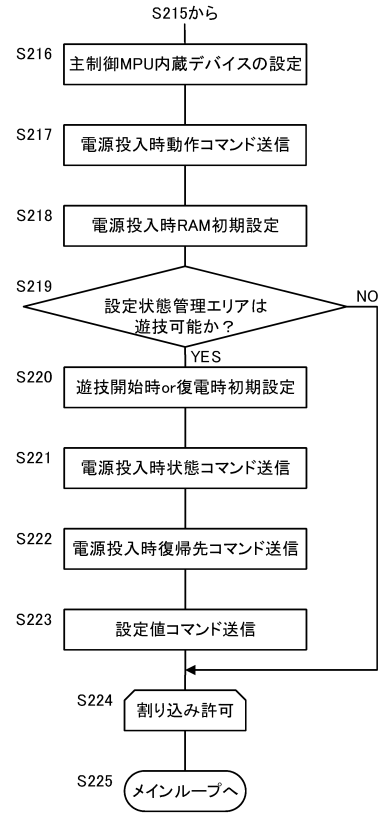 S215から
S216
主制御MPU内蔵デバイスの設定
S217
電源投入時動作コマンド送信
S218
電源投入時RAM初期設定
S219
設定状態管理エリアは
遊技可能か？
NO
YES
S220
遊技開始時or復電時初期設定
S221
電源投入時状態コマンド送信
S222
電源投入時復帰先コマンド送信
S223
設定値コマンド送信
S224
割り込み許可
S225
メインループへ